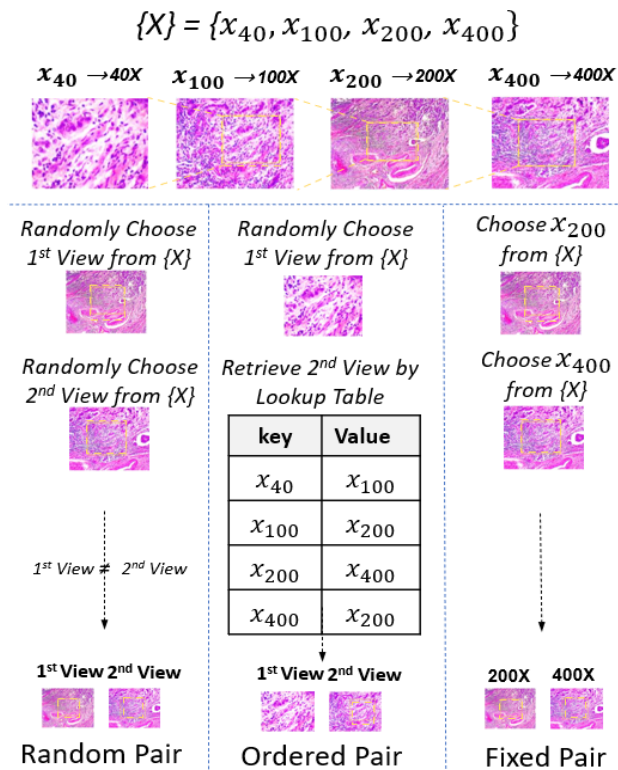 {X} = {x₄₀, x₁₀₀, x₂₀₀, x₄₀₀}
x₄₀ →40X x₁₀₀ →100X x₂₀₀ →200X x₄₀₀ →400X
Randomly Choose
1st View from {X}
Randomly Choose
2nd View from {X}
1st View ≠ 2nd View
1st View 2nd View
Random Pair
Randomly Choose
1st View from {X}
Retrieve 2nd View by
Lookup Table
key Value
x₄₀ x₁₀₀
x₁₀₀ x₂₀₀
x₂₀₀ x₄₀₀
x₄₀₀ x₂₀₀
1st View 2nd View
Ordered Pair
Choose x₂₀₀
from {X}
Choose x₄₀₀
from {X}
200X 400X
Fixed Pair